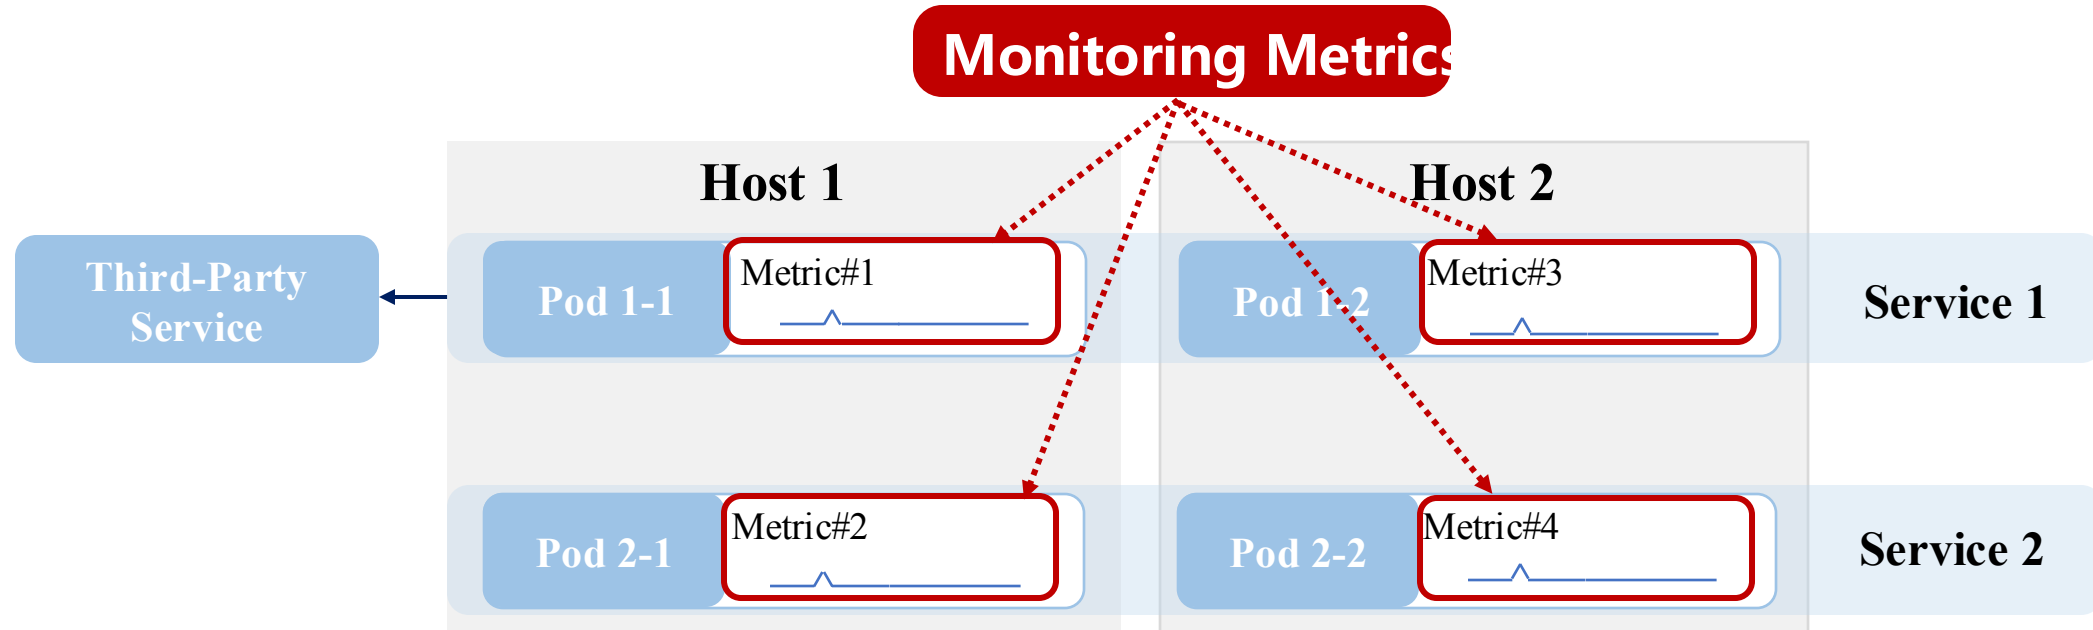 Monitoring Metrics
Host 1
Host 2
Third-Party
Service
Pod 1-1
Metric#1
Pod 1-2
Metric#3
Service 1
Pod 2-1
Metric#2
Pod 2-2
Metric#4
Service 2